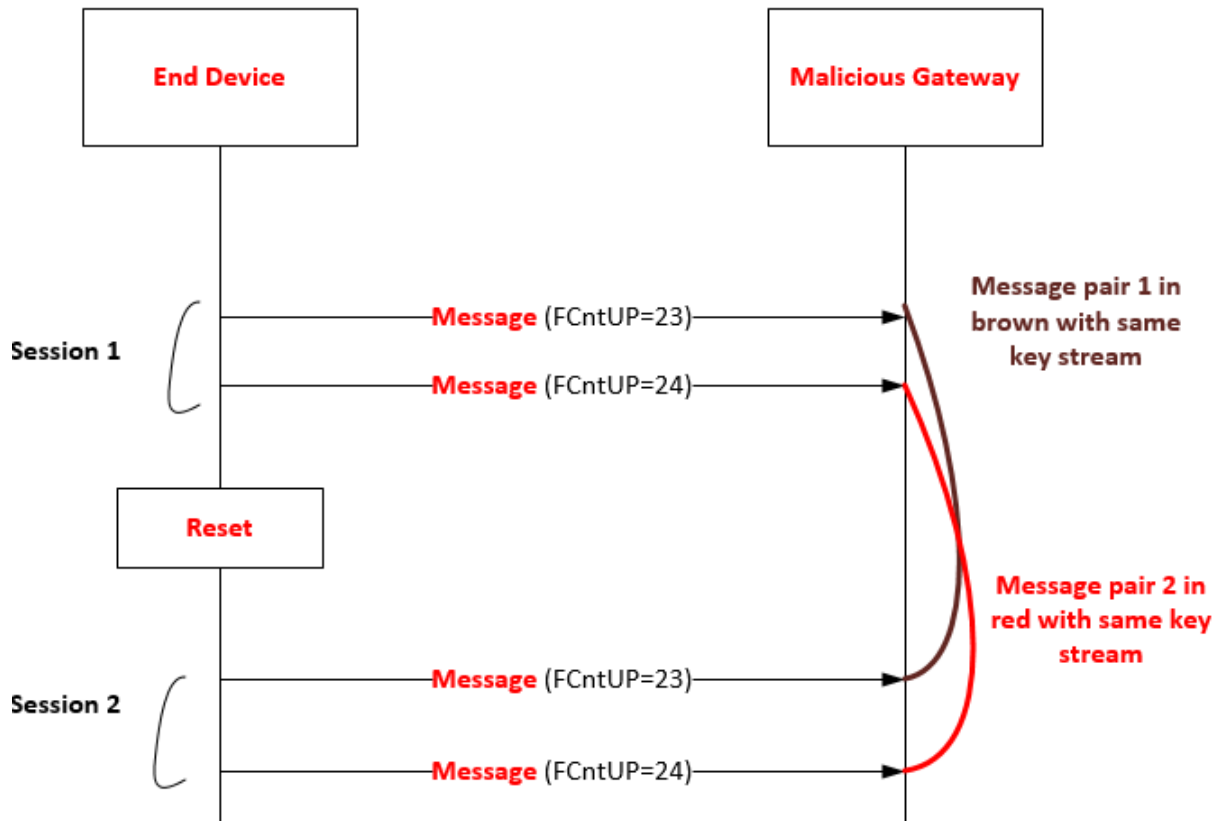 End Device
Malicious Gateway
Message pair 1 in
brown with same
key stream
Message (FCntUP=23)
Session 1
Message (FCntUP=24)
Reset
Message pair 2 in
red with same key
stream
Message (FCntUP=23)
Session 2
Message (FCntUP=24)